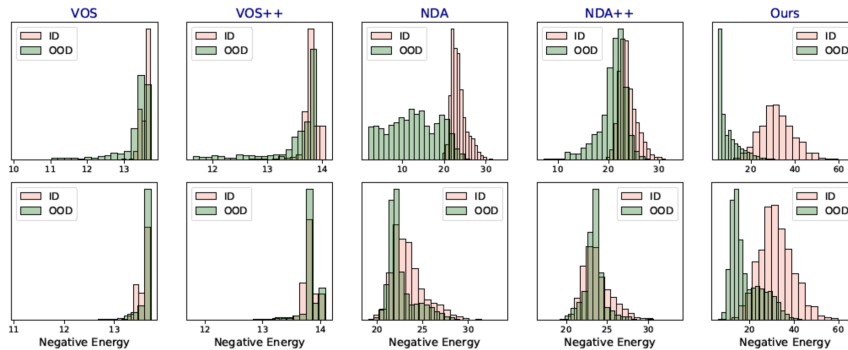 VOS VOS++ NDA NDA++ Ours
ID ID ID ID ID
OOD OOD OOD OOD OOD
10 11 12 13 12 13 14 10 20 30 10 20 30 20 40 60
ID ID ID ID ID
OOD OOD OOD OOD OOD
11 12 13 12 13 14 20 25 30 20 25 30 20 40 60
Negative Energy Negative Energy Negative Energy Negative Energy Negative Energy